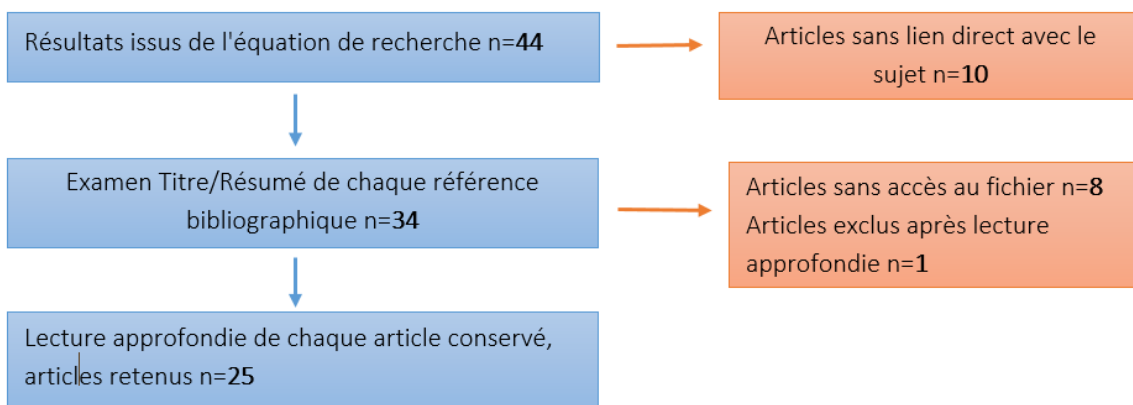 Résultats issus de l'équation de recherche n=44
Articles sans lien direct avec le
sujet n=10
Examen Titre/Résumé de chaque référence
bibliographique n=34
Articles sans accès au fichier n=8
Articles exclus après lecture
approfondie n=1
Lecture approfondie de chaque article conservé,
articles retenus n=25